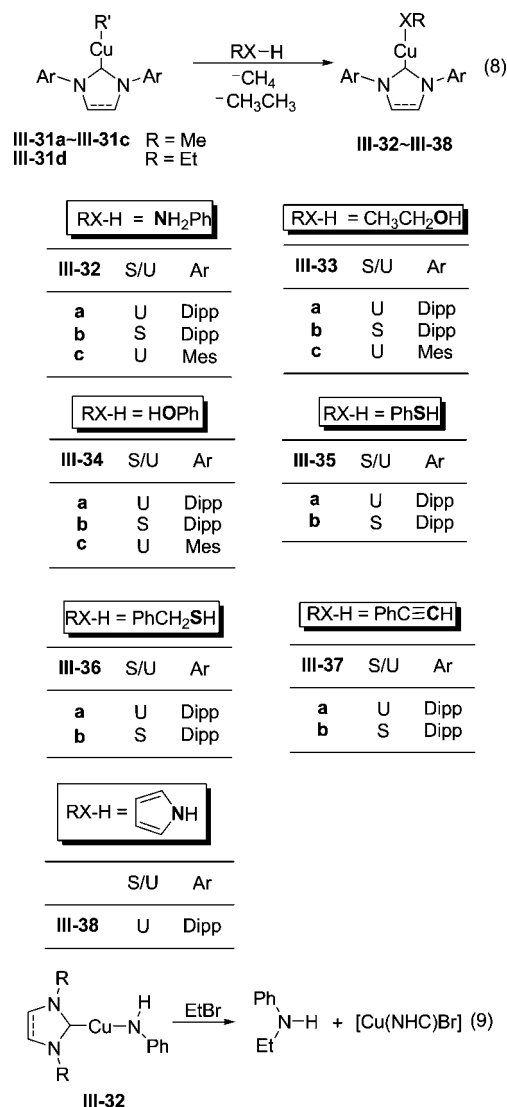 R' XR
Cu RX-H Cu
Ar N N Ar ⁻CH₄ Ar N N Ar (8)
⁻CH₃CH₃
III-31a~III-31c R = Me III-32~III-38
III-31d R = Et
RX-H = NH₂Ph
III-32 S/U Ar
a U Dipp
b S Dipp
c U Mes
RX-H = CH₃CH₂OH
III-33 S/U Ar
a U Dipp
b S Dipp
c U Mes
RX-H = HOPh
III-34 S/U Ar
a U Dipp
b S Dipp
c U Mes
RX-H = PhSH
III-35 S/U Ar
a U Dipp
b S Dipp
RX-H = PhCH₂SH
III-36 S/U Ar
a U Dipp
b S Dipp
RX-H = PhC≡CH
III-37 S/U Ar
a U Dipp
b S Dipp
RX-H = NH
S/U Ar
III-38 U Dipp
R
N H Ph
Cu-N EtBr N-H + [Cu(NHC)Br] (9)
N Ph Et
R
III-32